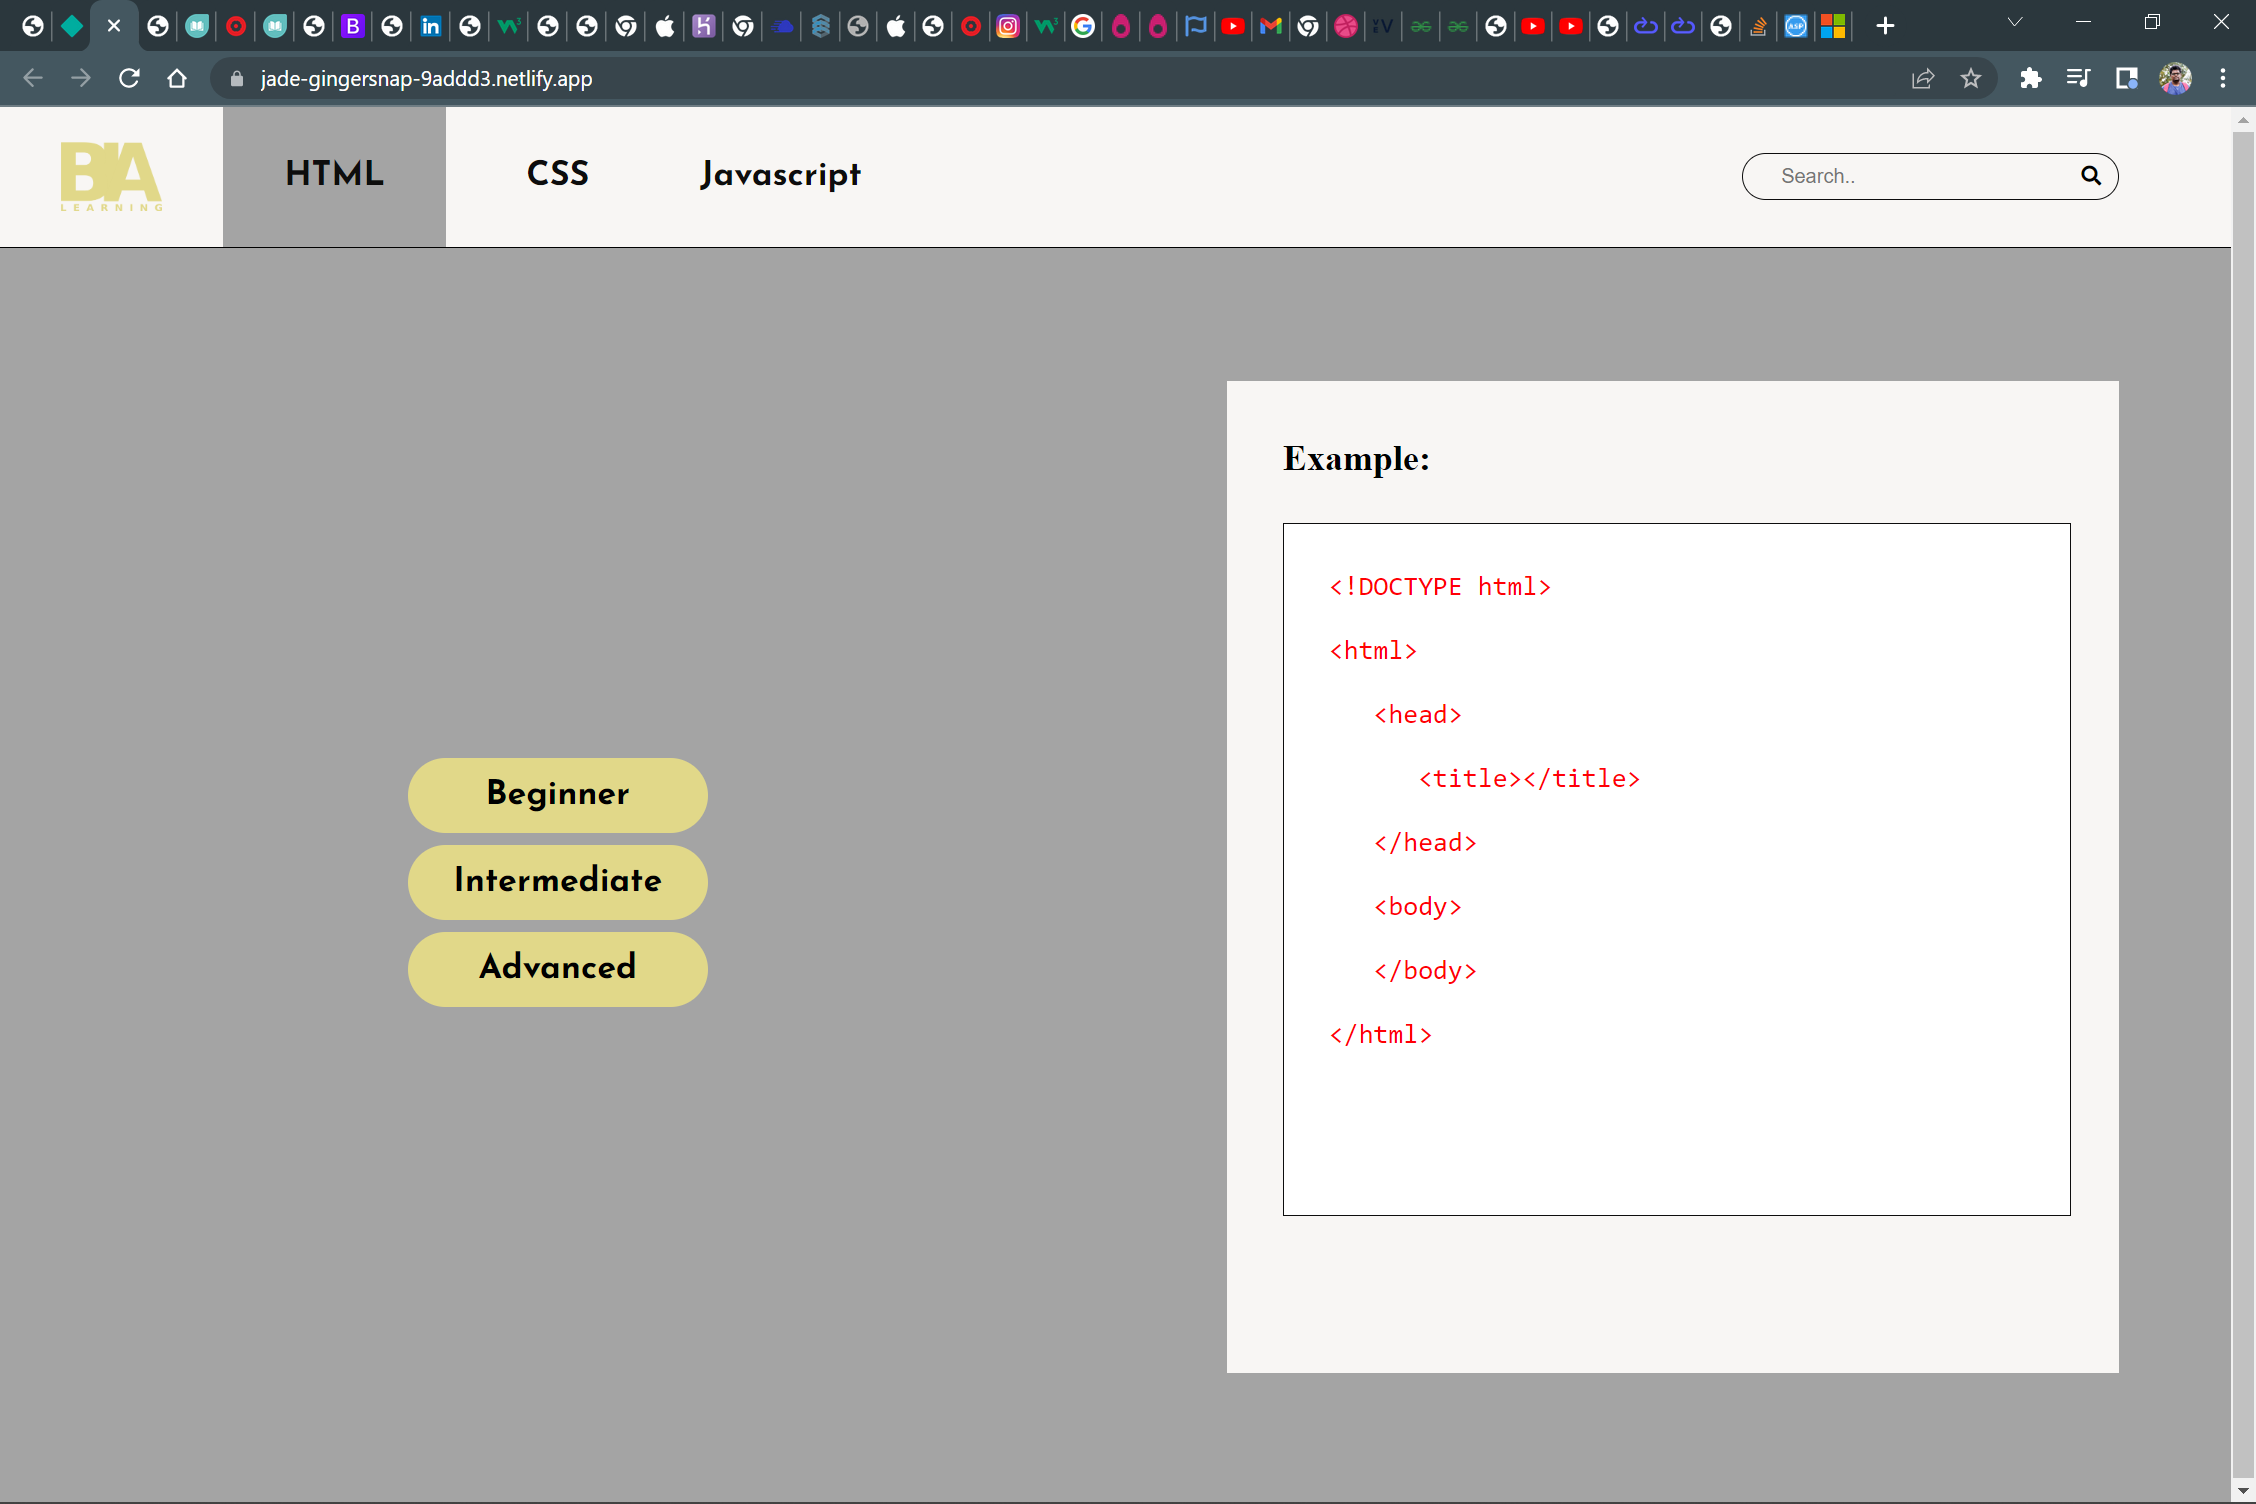 jade-gingersnap-9addd3.netlify.app
BIA
LEARNING
HTML
CSS
Javascript
Search..
Beginner
Intermediate
Advanced
Example:
<!DOCTYPE html>
<html>
<head>
<title></title>
</head>
<body>
</body>
</html>